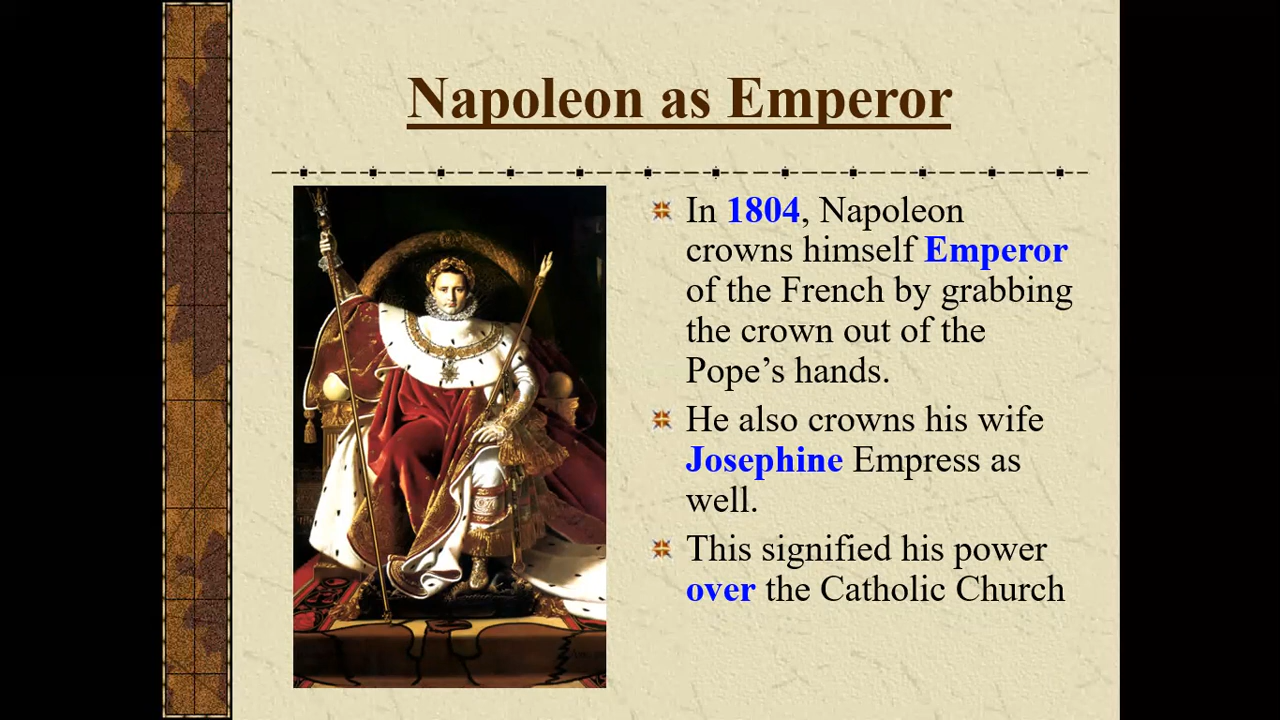 Napoleon as Emperor
In 1804, Napoleon
crowns himself Emperor
of the French by grabbing
the crown out of the
Pope’s hands.
He also crowns his wife
Josephine Empress as
well.
This signified his power
over the Catholic Church